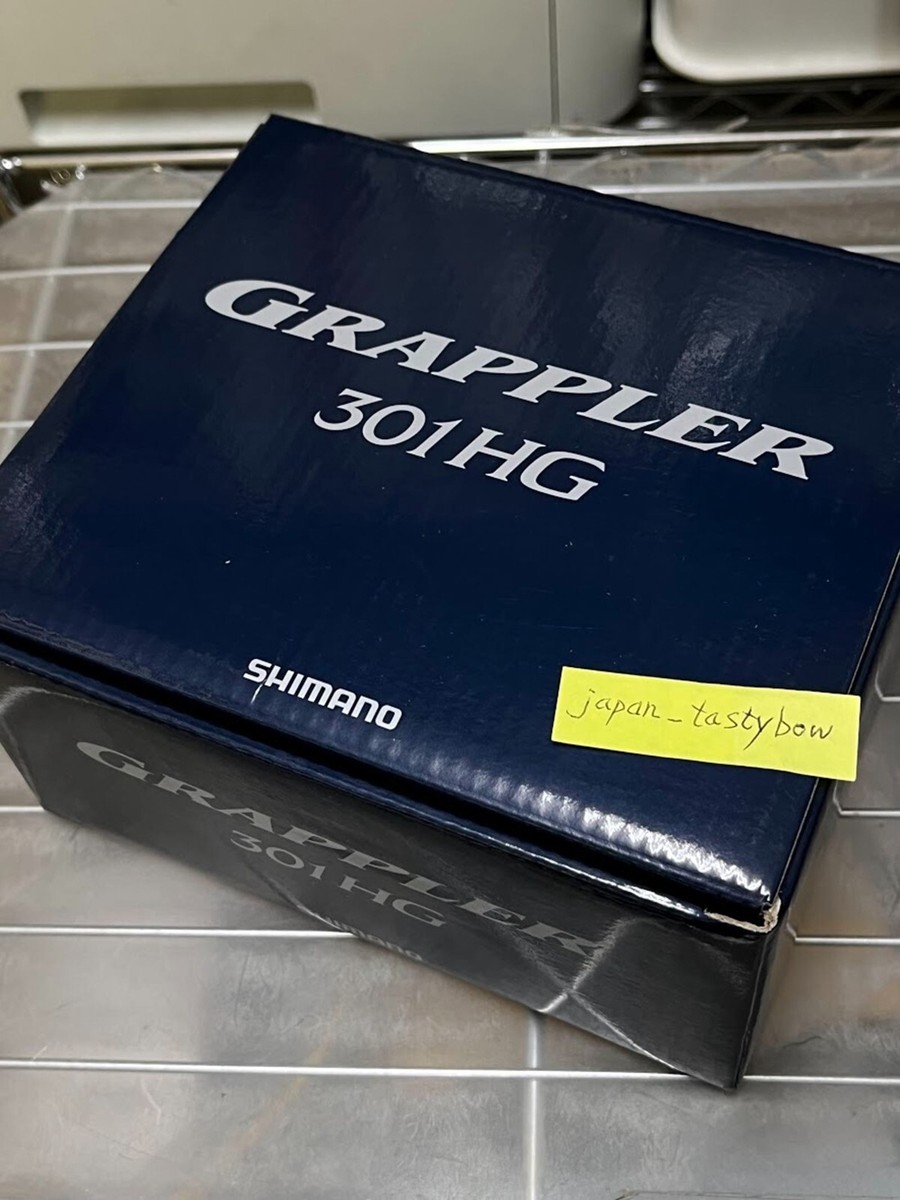 GRAPPLER
301HG
SHIMANO
japan_tastybow
GRAPPLER
301HG